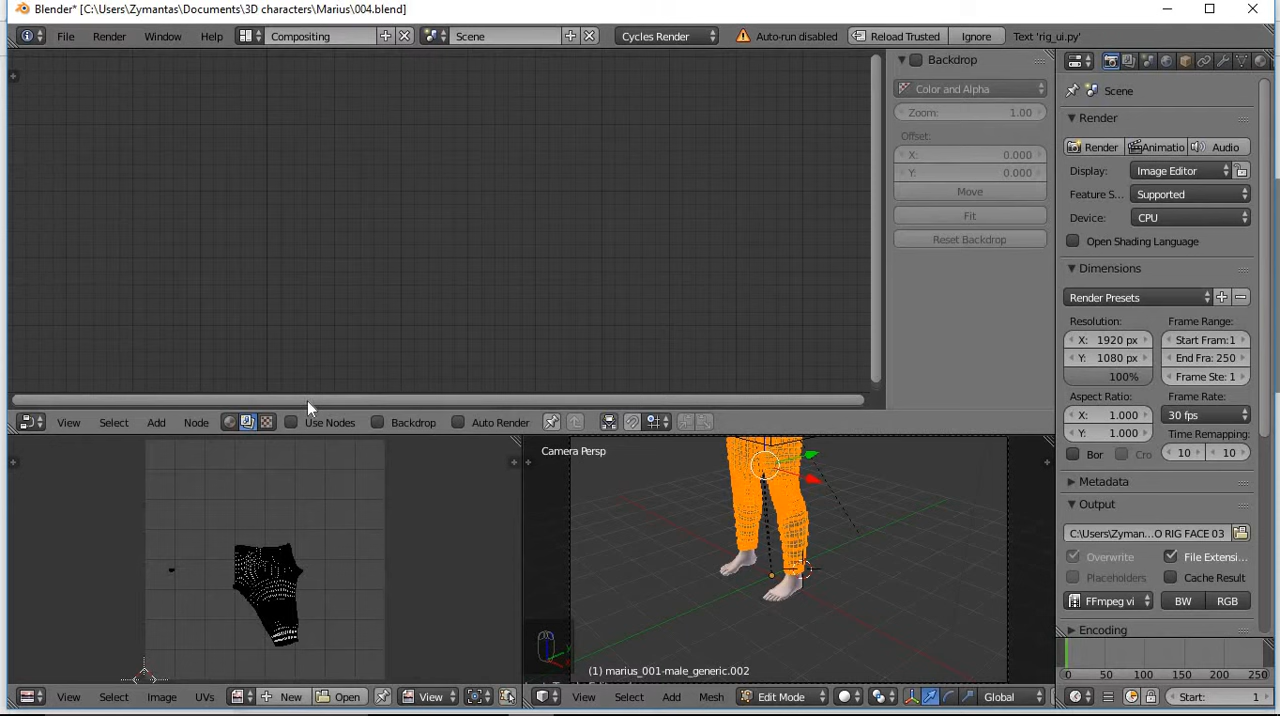 Blender* [C:\Users\Zymantas\Documents\3D characters\Marius\004.blend]
File Render Window Help Compositing Scene Cycles Render Auto-run disabled Reload Trusted Ignore Text 'rig_ui.py'
Backdrop
Color and Alpha
Zoom: 1.00
Offset:
X: 0.000
Y: 0.000
Move
Fit
Reset Backdrop
Scene
Render
Render Animatio Audio
Display: Image Editor
Feature S... Supported
Device: CPU
Open Shading Language
Dimensions
Render Presets
Resolution: Frame Range:
X: 1920 px Start Fram:1
Y: 1080 px End Fra: 250
100% Frame Ste: 1
Aspect Ratio: Frame Rate:
X: 1.000 30 fps
Y: 1.000 Time Remapping:
Bor Cro 10 10
Metadata
Output
C:\Users\Zyman...O RIG FACE 03
Overwrite File Extensi...
Placeholders Cache Result
FFmpeg vi BW RGB
Encoding
View Select Add Node Use Nodes Backdrop Auto Render
Camera Persp
(1) marius_001-male_generic.002
0 50 100 150 200 250
View Select Image UVs New Open View
View Select Add Mesh Edit Mode Global
Start: 1